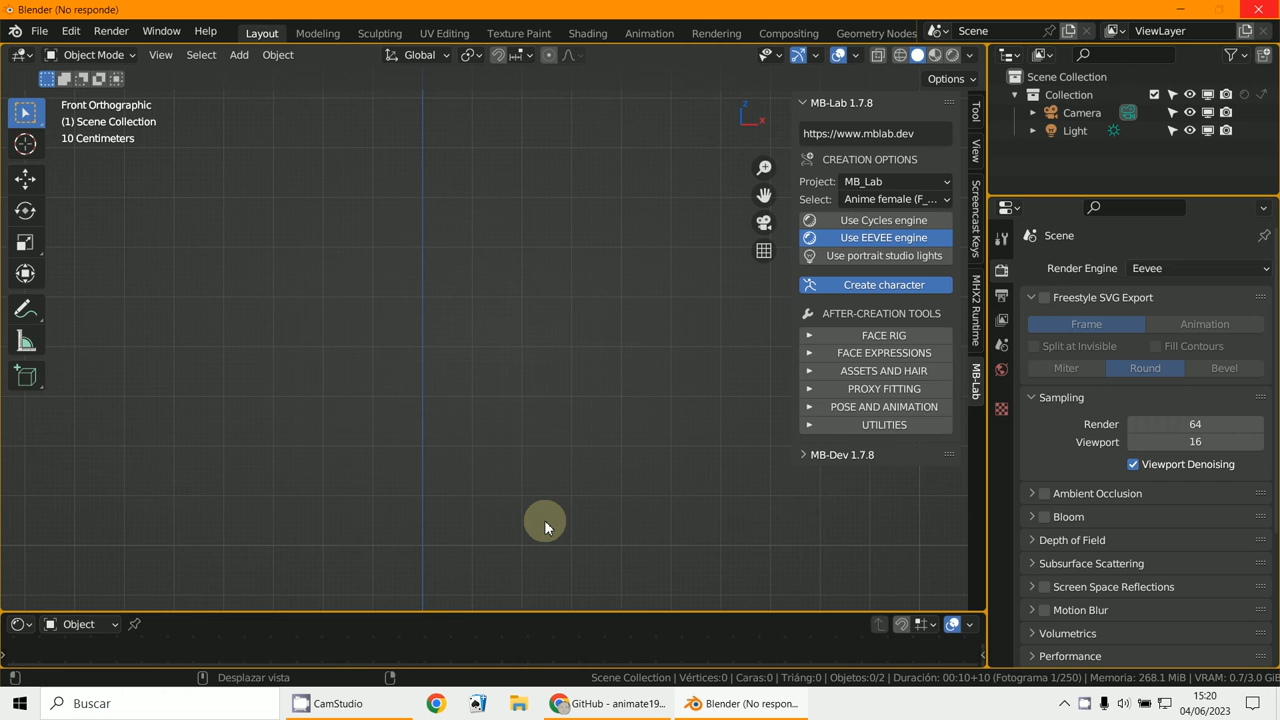 Blender (No responde)
File Edit Render Window Help Layout Modeling Sculpting UV Editing Texture Paint Shading Animation Rendering Compositing Geometry Nodes Scene ViewLayer
Object Mode View Select Add Object Global
Options
Front Orthographic
(1) Scene Collection
10 Centimeters
Z
X
MB-Lab 1.7.8
https://www.mblab.dev
CREATION OPTIONS
Project: MB_Lab
Select: Anime female (F_...
Use Cycles engine
Use EEVEE engine
Use portrait studio lights
Create character
AFTER-CREATION TOOLS
FACE RIG
FACE EXPRESSIONS
ASSETS AND HAIR
PROXY FITTING
POSE AND ANIMATION
UTILITIES
MB-Dev 1.7.8
Tool
View
Screencast Keys
MHX2 Runtime
MB-Lab
Scene Collection
Collection
Camera
Light
Scene
Render Engine Eevee
Freestyle SVG Export
Frame Animation
Split at Invisible Fill Contours
Miter Round Bevel
Sampling
Render 64
Viewport 16
Viewport Denoising
Ambient Occlusion
Bloom
Depth of Field
Subsurface Scattering
Screen Space Reflections
Motion Blur
Volumetrics
Performance
Object
Desplazar vista
Scene Collection | Vértices:0 | Caras:0 | Triáng:0 | Objetos:0/2 | Duración: 00:10+10 (Fotograma 1/250) | Memoria: 268.1 MiB | VRAM: 0.7/3.0 Gi
Buscar
CamStudio
GitHub - animate19...
Blender (No respon...
15:20
04/06/2023